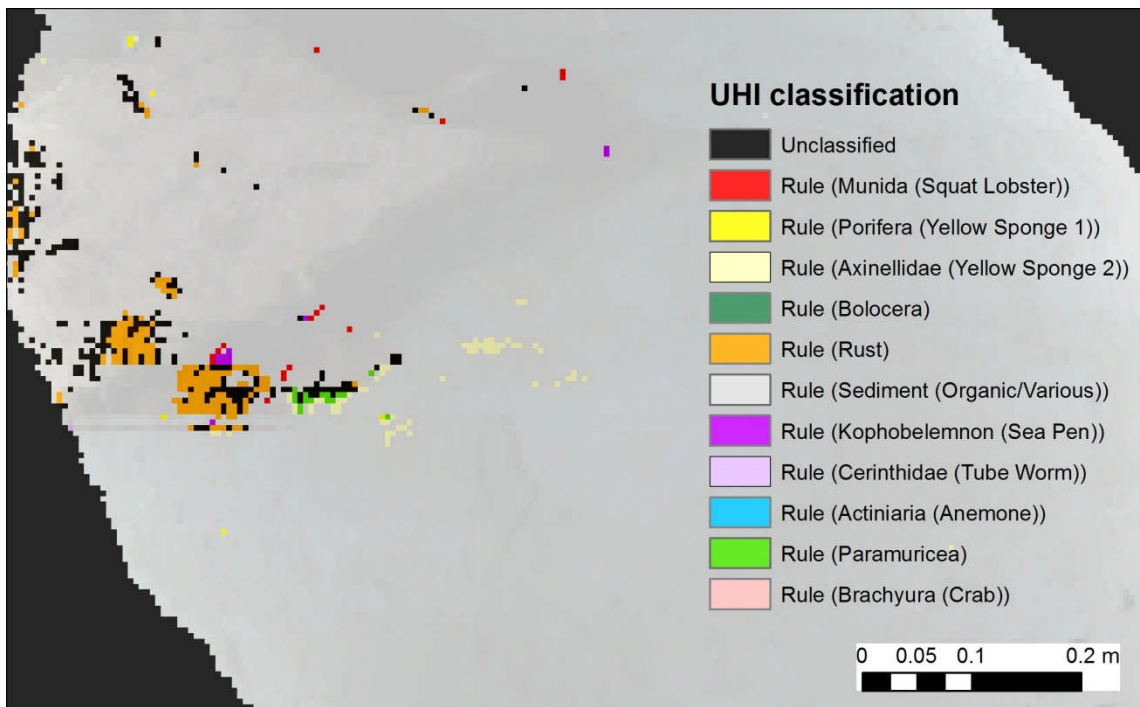 UHI classification
Unclassified
Rule (Munida (Squat Lobster))
Rule (Porifera (Yellow Sponge 1))
Rule (Axinellidae (Yellow Sponge 2))
Rule (Bolocera)
Rule (Rust)
Rule (Sediment (Organic/Various))
Rule (Kophobelemnon (Sea Pen))
Rule (Cerinthidae (Tube Worm))
Rule (Actiniaria (Anemone))
Rule (Paramuricea)
Rule (Brachyura (Crab))
0 0.05 0.1 0.2 m